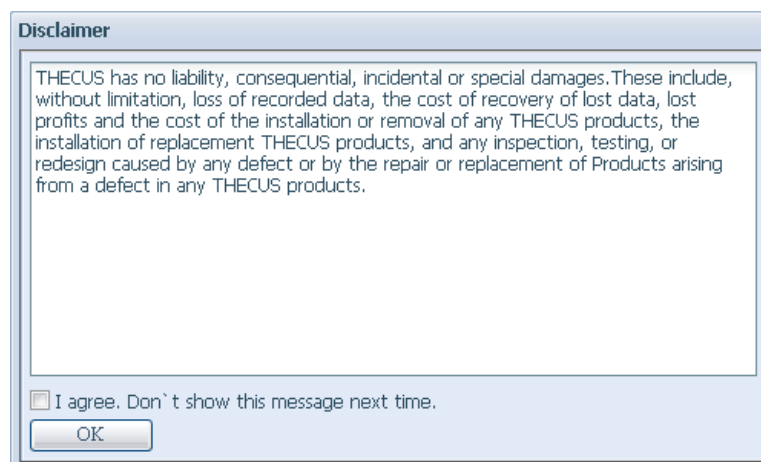 Disclaimer
THECUS has no liability, consequential, incidental or special damages.These include,
without limitation, loss of recorded data, the cost of recovery of lost data, lost
profits and the cost of the installation or removal of any THECUS products, the
installation of replacement THECUS products, and any inspection, testing, or
redesign caused by any defect or by the repair or replacement of Products arising
from a defect in any THECUS products.
I agree. Don`t show this message next time.
OK